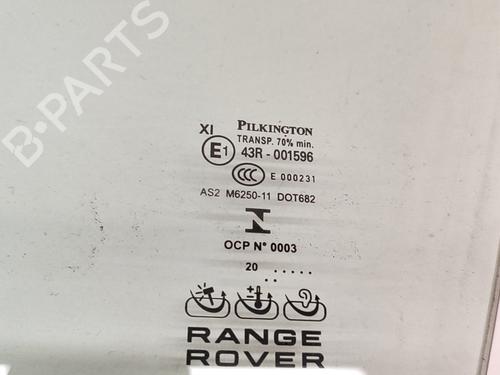 B-PARTS
XI PILKINGTON
TRANSP. 70% min.
E1 43R - 001596
CCC E 000231
AS2 M6250-11 DOT682
N
OCP Nº 0003
20 .....
..
RANGE
ROVER